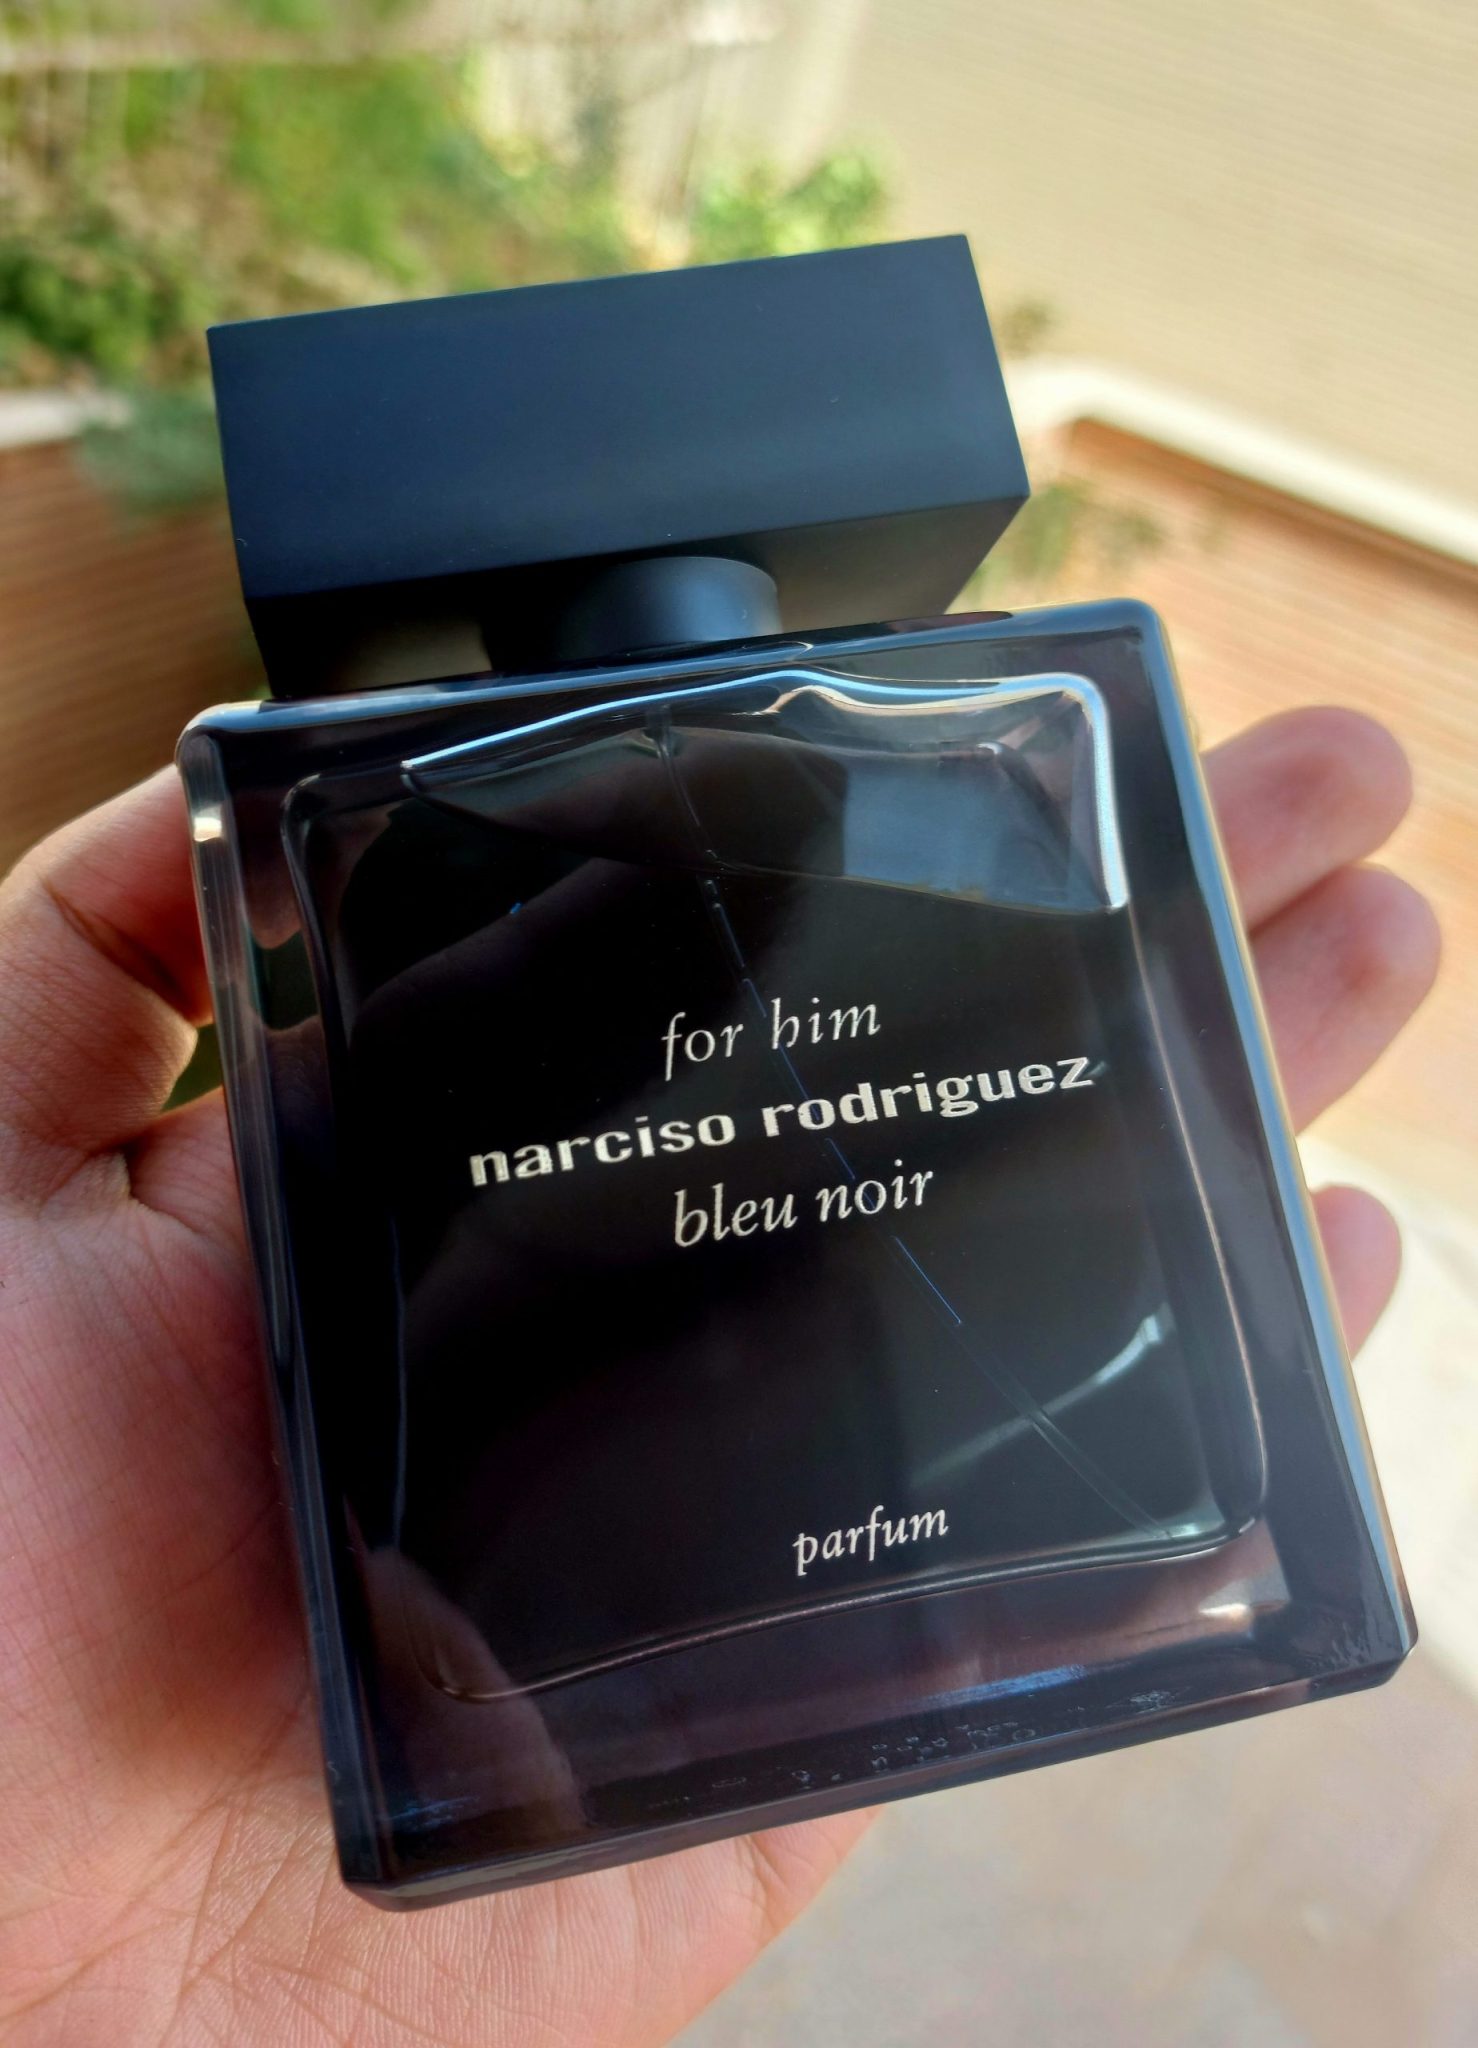 for him
narciso rodriguez
bleu noir
parfum